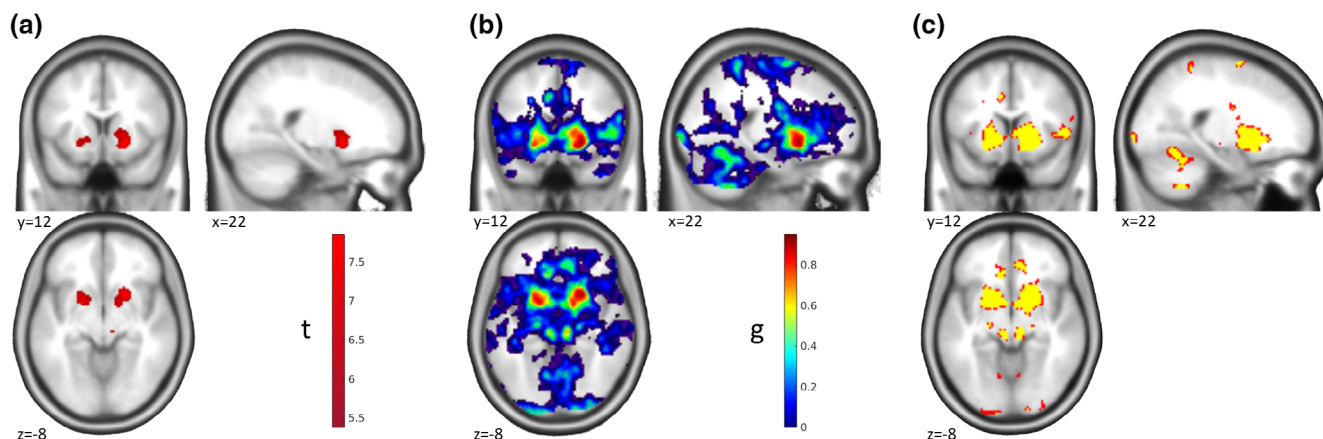 (a)
y=12
x=22
z=-8
t
7.5
7
6.5
6
5.5
(b)
y=12
x=22
z=-8
g
0.8
0.6
0.4
0.2
0
(c)
y=12
x=22
z=-8